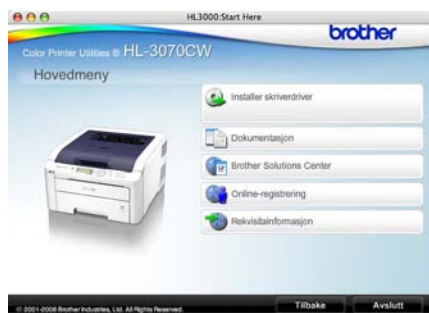 HL3000:Start Here
brother
Color Printer Utilities © HL-3070CW
Hovedmeny
Installer skriverdriver
Dokumentasjon
Brother Solutions Center
Online-registrering
Rekvisitainformasjon
© 2001-2008 Brother Industries, Ltd. All Rights Reserved.
Tilbake
Avslutt